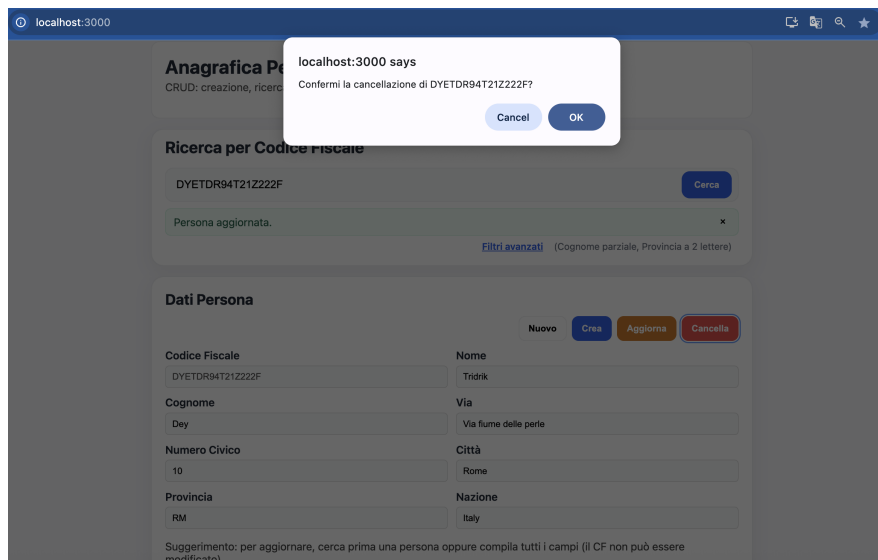 localhost:3000
localhost:3000 says
Confermi la cancellazione di DYETDR94T21Z222F?
Cancel
OK
Anagrafica
CRUD: creazione, ricerc
Ricerca per Codice Fiscale
DYETDR94T21Z222F
Cerca
Persona aggiornata.
×
Filtri avanzati (Cognome parziale, Provincia a 2 lettere)
Dati Persona
Nuovo
Crea
Aggiorna
Cancella
Codice Fiscale
Nome
DYETDR94T21Z222F
Tridrik
Cognome
Via
Dey
Via fiume delle perle
Numero Civico
Città
10
Rome
Provincia
Nazione
RM
Italy
Suggerimento: per aggiornare, cerca prima una persona oppure compila tutti i campi (il CF non può essere
modificato)